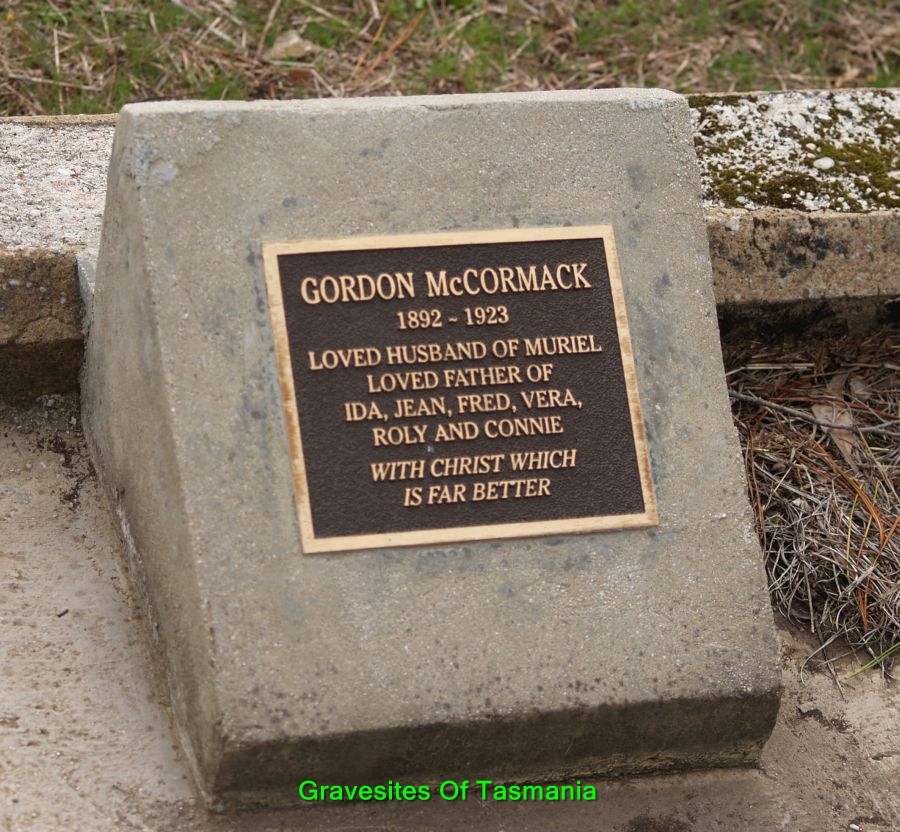 GORDON McCORMACK
1892 ~ 1923
LOVED HUSBAND OF MURIEL
LOVED FATHER OF
IDA, JEAN, FRED, VERA,
ROLY AND CONNIE
WITH CHRIST WHICH
IS FAR BETTER
Gravesites Of Tasmania